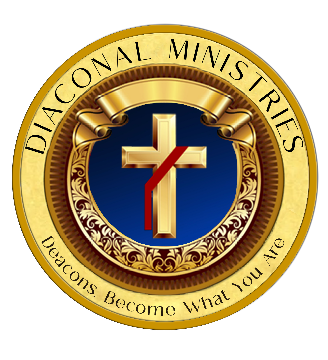 DIACONAL MINISTRIES
Deacons, Become What You Are